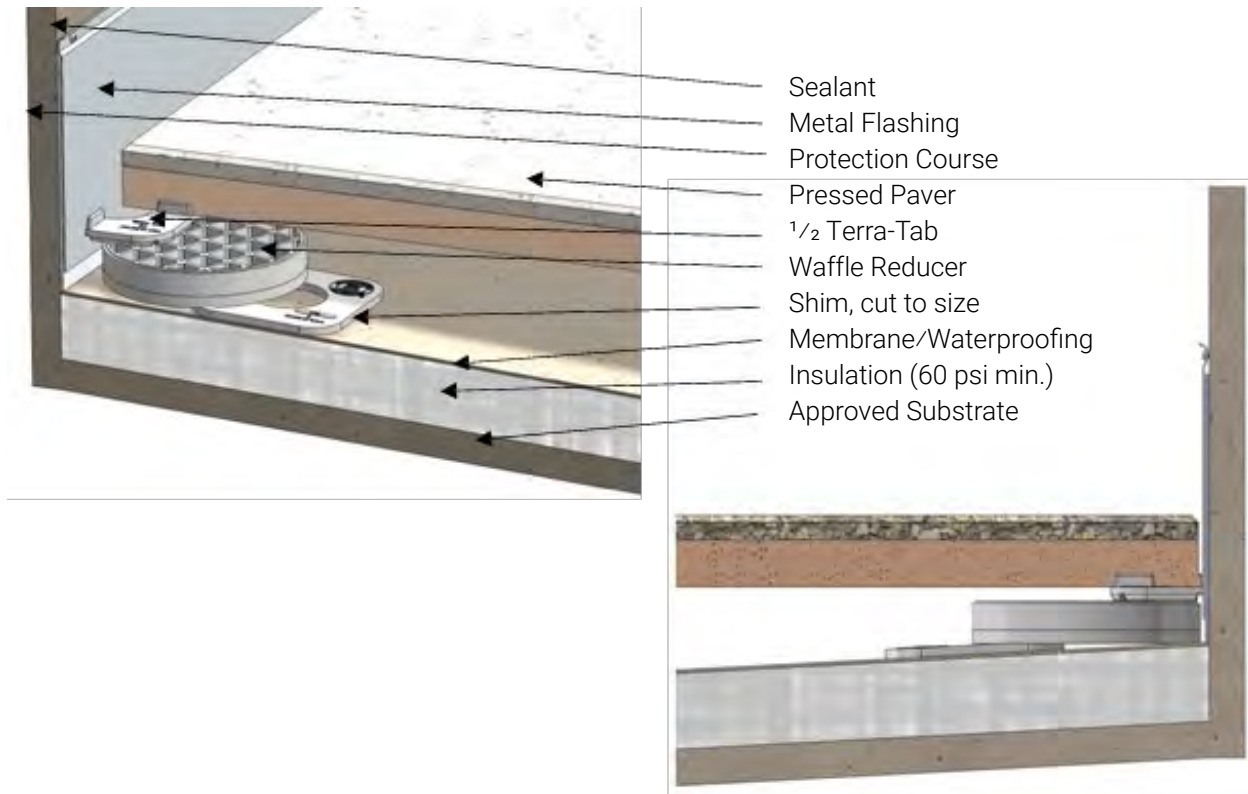 Sealant
Metal Flashing
Protection Course
Pressed Paver
¹/₂ Terra-Tab
Waffle Reducer
Shim, cut to size
Membrane/Waterproofing
Insulation (60 psi min.)
Approved Substrate